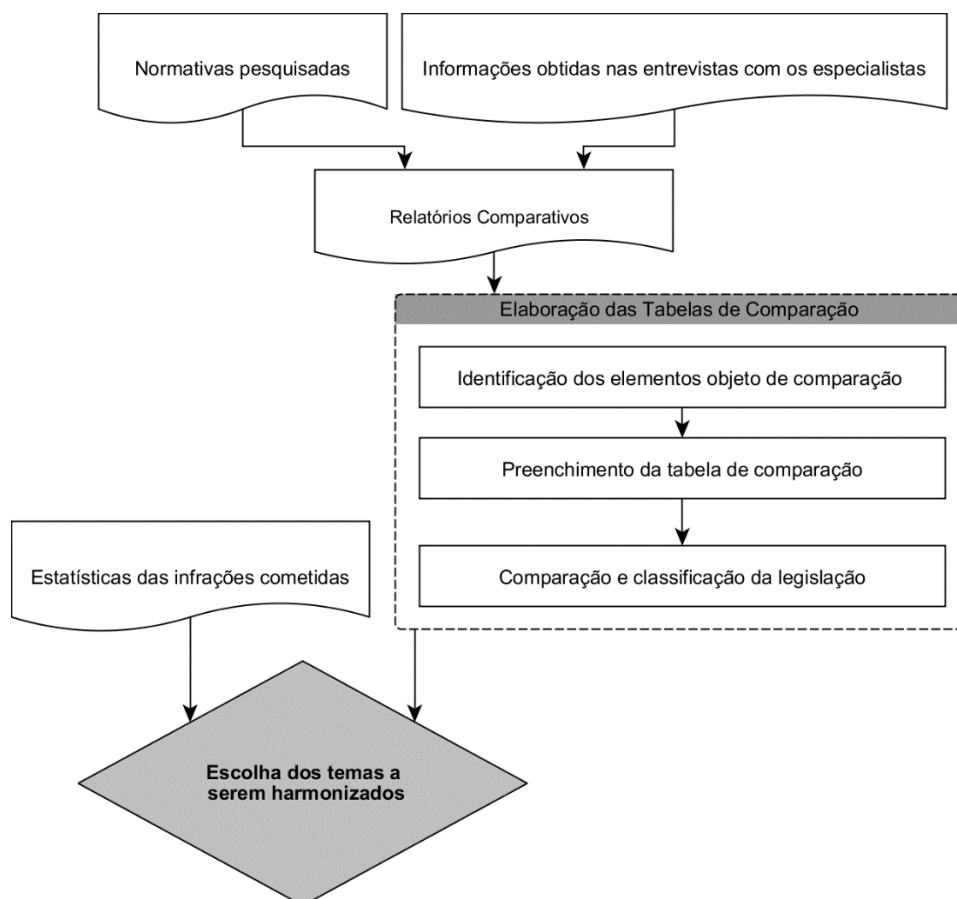 Normativas pesquisadas
Informações obtidas nas entrevistas com os especialistas
Relatórios Comparativos
Elaboração das Tabelas de Comparação
Identificação dos elementos objeto de comparação
Preenchimento da tabela de comparação
Comparação e classificação da legislação
Estatísticas das infrações cometidas
Escolha dos temas a
serem harmonizados